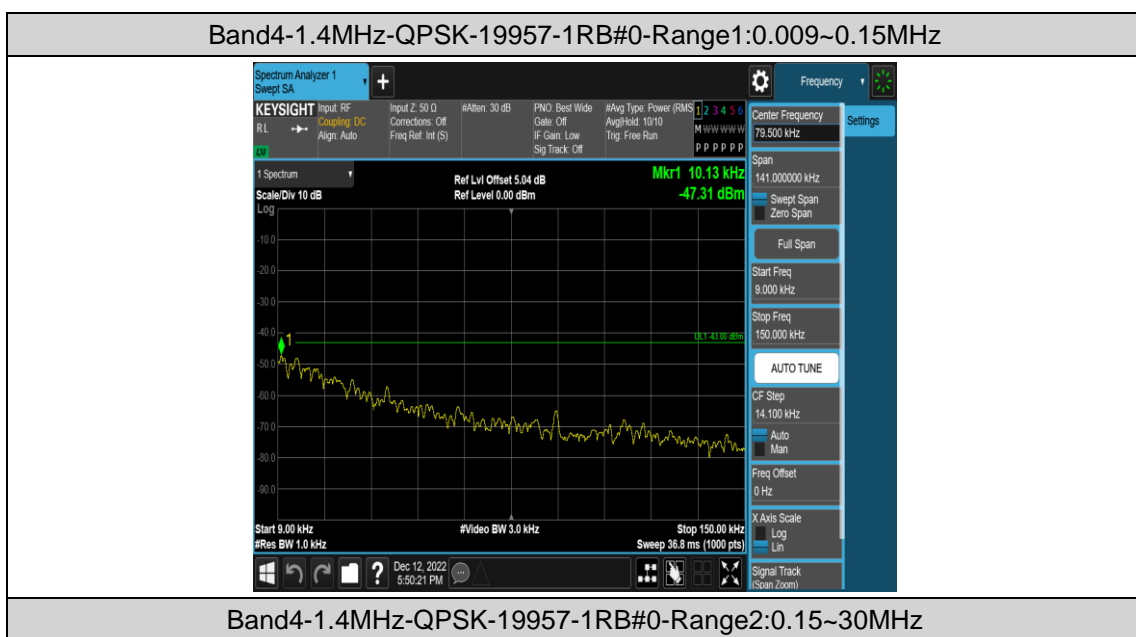 Band4-1.4MHz-QPSK-19957-1RB#0-Range1:0.009~0.15MHz
Spectrum Analyzer 1
Swept SA
+
Frequency
KEYSIGHT
RL
Input: RF
Coupling: DC
Align: Auto
Input Z: 50 Ω
Corrections: Off
Freq Ref: Int (S)
#Atten: 30 dB
PNO: Best Wide
Gate: Off
IF Gain: Low
Sig Track: Off
#Avg Type: Power (RMS
Avg|Hold: 10/10
Trig: Free Run
1 2 3 4 5 6
M W W W W W
P P P P P P
Center Frequency
79.500 kHz
Settings
1 Spectrum
Scale/Div 10 dB
Log
Ref Lvl Offset 5.04 dB
Ref Level 0.00 dBm
Mkr1 10.13 kHz
-47.31 dBm
Span
141.000000 kHz
Swept Span
Zero Span
Full Span
Start Freq
9.000 kHz
Stop Freq
150.000 kHz
AUTO TUNE
CF Step
14.100 kHz
Auto
Man
Freq Offset
0 Hz
X Axis Scale
Log
Lin
Signal Track
(Span Zoom)
-10.0
-20.0
-30.0
-40.0
1
DL1 -43.00 dBm
-50.0
-60.0
-70.0
-80.0
-90.0
Start 9.00 kHz
#Video BW 3.0 kHz
Stop 150.00 kHz
#Res BW 1.0 kHz
Sweep 36.8 ms (1000 pts)
?
Dec 12, 2022
5:50:21 PM
Band4-1.4MHz-QPSK-19957-1RB#0-Range2:0.15~30MHz